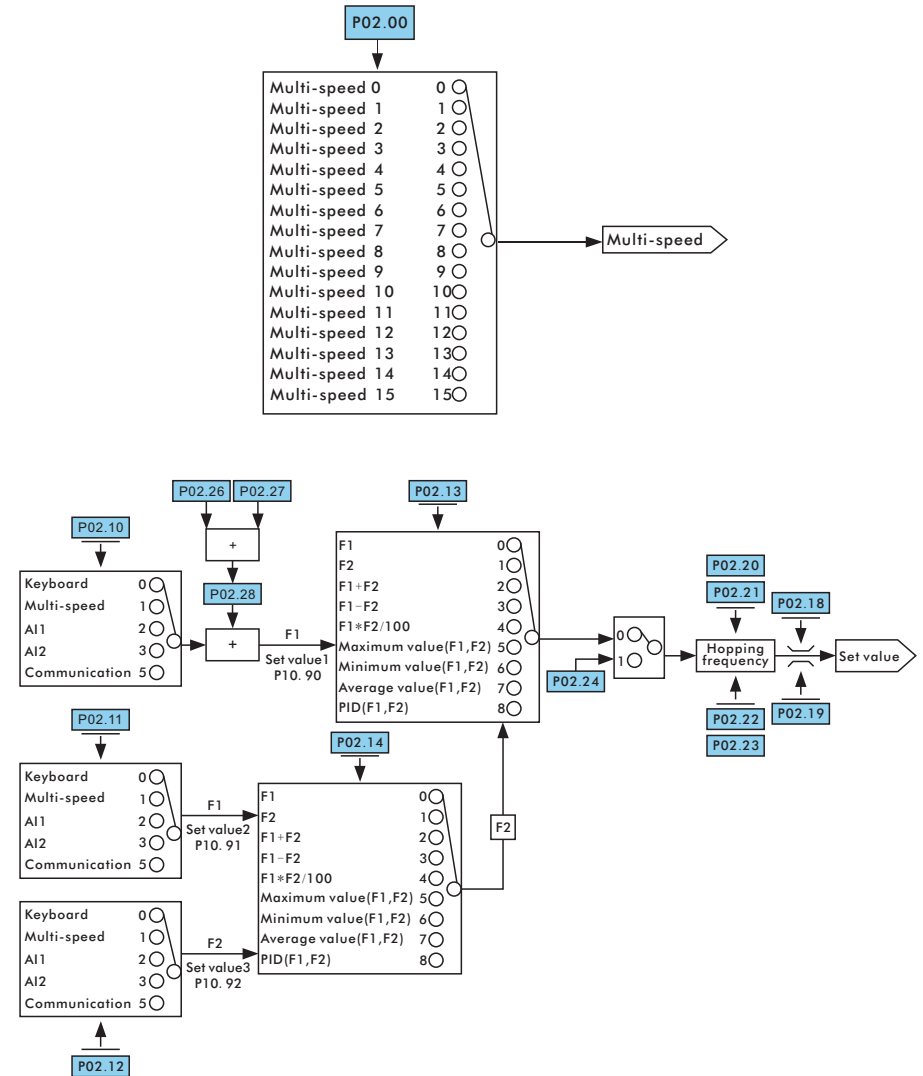 P02.00
Multi-speed 0 0
Multi-speed 1 1
Multi-speed 2 2
Multi-speed 3 3
Multi-speed 4 4
Multi-speed 5 5
Multi-speed 6 6
Multi-speed 7 7
Multi-speed 8 8
Multi-speed 9 9
Multi-speed 10 10
Multi-speed 11 11
Multi-speed 12 12
Multi-speed 13 13
Multi-speed 14 14
Multi-speed 15 15
Multi-speed
P02.26 P02.27
+
P02.28
+
P02.10
Keyboard 0
Multi-speed 1
AI1 2
AI2 3
Communication 5
F1
Set value1
P10. 90
P02.13
F1 0
F2 1
F1+F2 2
F1-F2 3
F1*F2/100 4
Maximum value(F1,F2) 5
Minimum value(F1,F2) 6
Average value(F1,F2) 7
PID(F1,F2) 8
0
1
P02.24
P02.20
P02.21
Hopping
frequency
P02.22
P02.23
P02.18
P02.19
Set value
P02.11
Keyboard 0
Multi-speed 1
AI1 2
AI2 3
Communication 5
F1
Set value2
P10. 91
P02.14
F1 0
F2 1
F1+F2 2
F1-F2 3
F1*F2/100 4
Maximum value(F1,F2) 5
Minimum value(F1,F2) 6
Average value(F1,F2) 7
PID(F1,F2) 8
F2
Keyboard 0
Multi-speed 1
AI1 2
AI2 3
Communication 5
F2
Set value3
P10. 92
P02.12